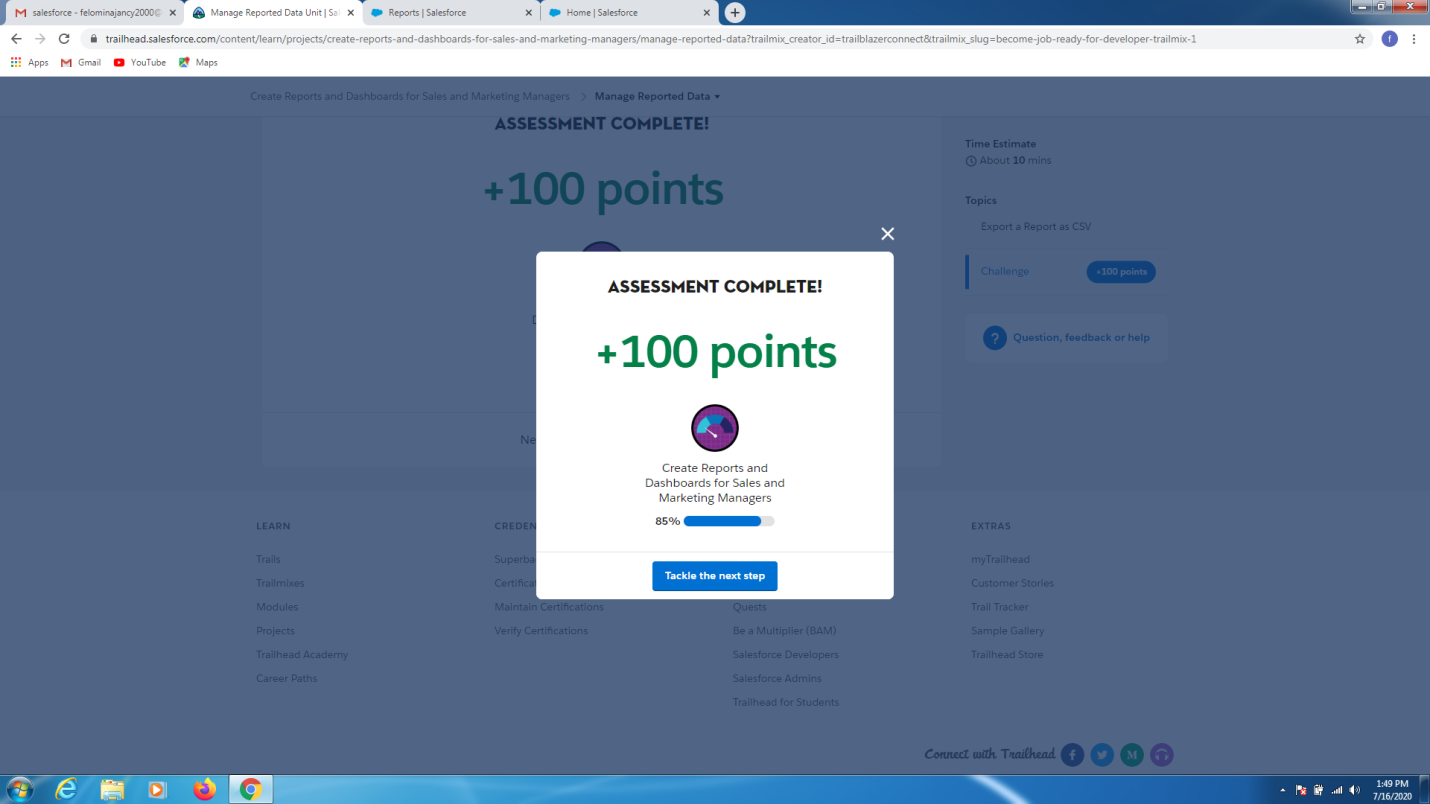 salesforce - felominajancy2000@
Manage Reported Data Unit | Sal
Reports | Salesforce
Home | Salesforce
trailhead.salesforce.com/content/learn/projects/create-reports-and-dashboards-for-sales-and-marketing-managers/manage-reported-data?trailmix_creator_id=trailblazerconnect&trailmix_slug=become-job-ready-for-developer-trailmix-1
f
Apps
Gmail
YouTube
Maps
Create Reports and Dashboards for Sales and Marketing Managers > Manage Reported Data
ASSESSMENT COMPLETE!
+100 points
Time Estimate
About 10 mins
Topics
Export a Report as CSV
Challenge
+100 points
? Question, feedback or help
ASSESSMENT COMPLETE!
+100 points
Create Reports and
Dashboards for Sales and
Marketing Managers
85%
Tackle the next step
D
Ne
LEARN
Trails
Trailmixes
Modules
Projects
Trailhead Academy
Career Paths
CREDEN
Superba
Certificat
Maintain Certifications
Verify Certifications
Quests
Be a Multiplier (BAM)
Salesforce Developers
Salesforce Admins
Trailhead for Students
EXTRAS
myTrailhead
Customer Stories
Trail Tracker
Sample Gallery
Trailhead Store
Connect with Trailhead
1:49 PM
7/16/2020